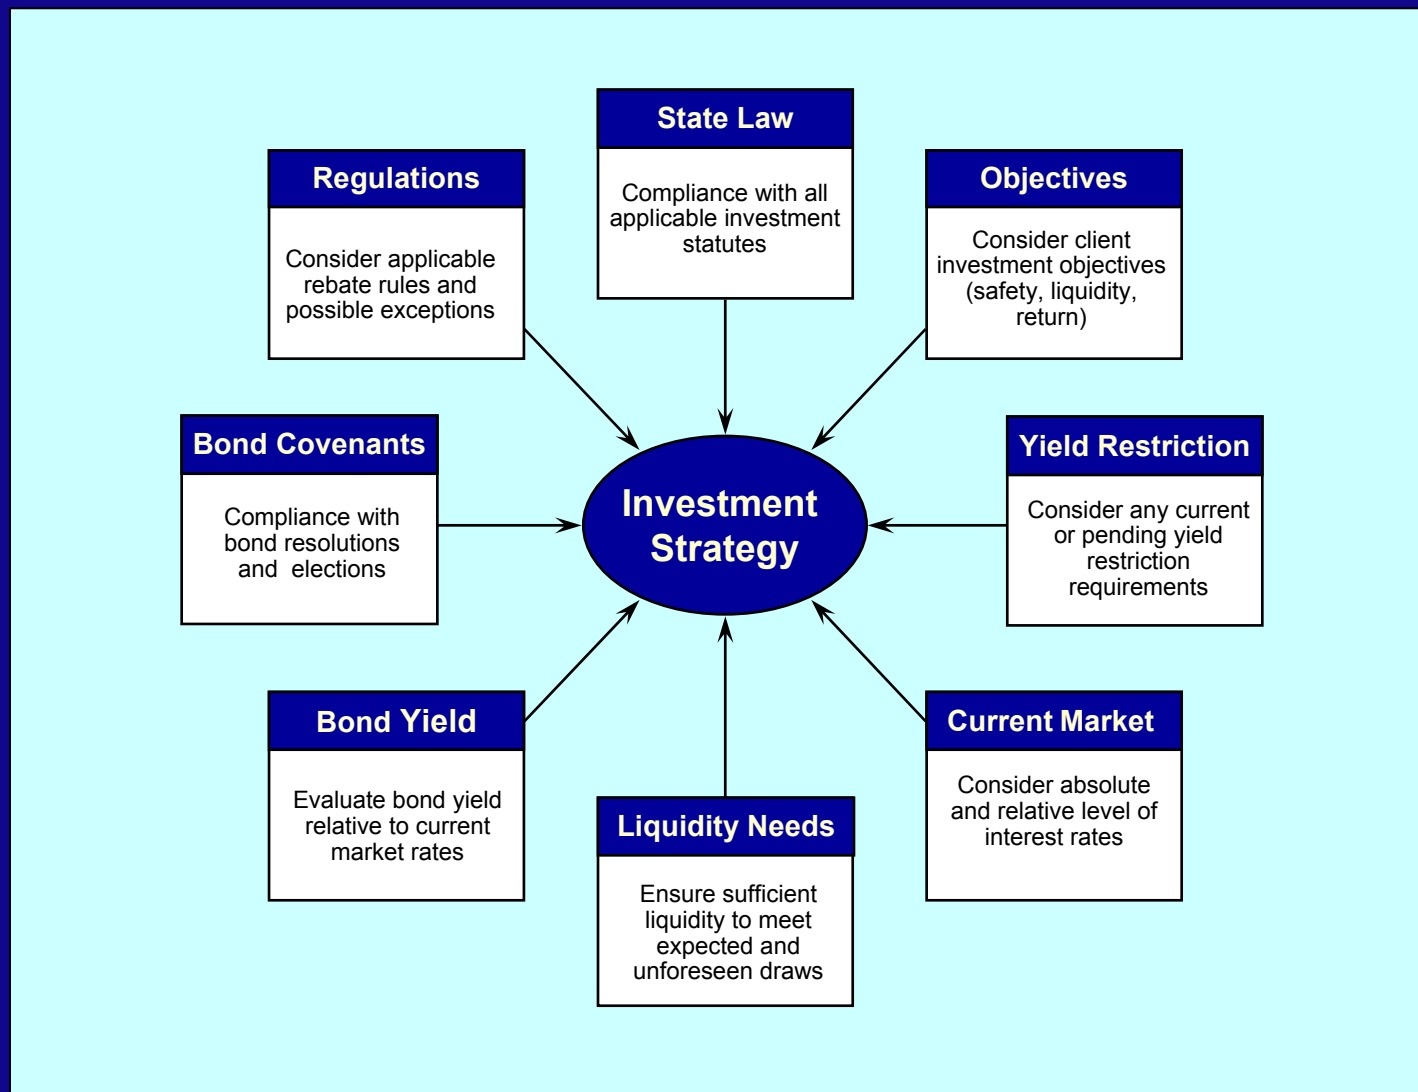 State Law
Compliance with all
applicable investment
statutes
Regulations
Consider applicable
rebate rules and
possible exceptions
Objectives
Consider client
investment objectives
(safety, liquidity,
return)
Bond Covenants
Compliance with
bond resolutions
and elections
Investment
Strategy
Yield Restriction
Consider any current
or pending yield
restriction
requirements
Bond Yield
Evaluate bond yield
relative to current
market rates
Liquidity Needs
Ensure sufficient
liquidity to meet
expected and
unforeseen draws
Current Market
Consider absolute
and relative level of
interest rates